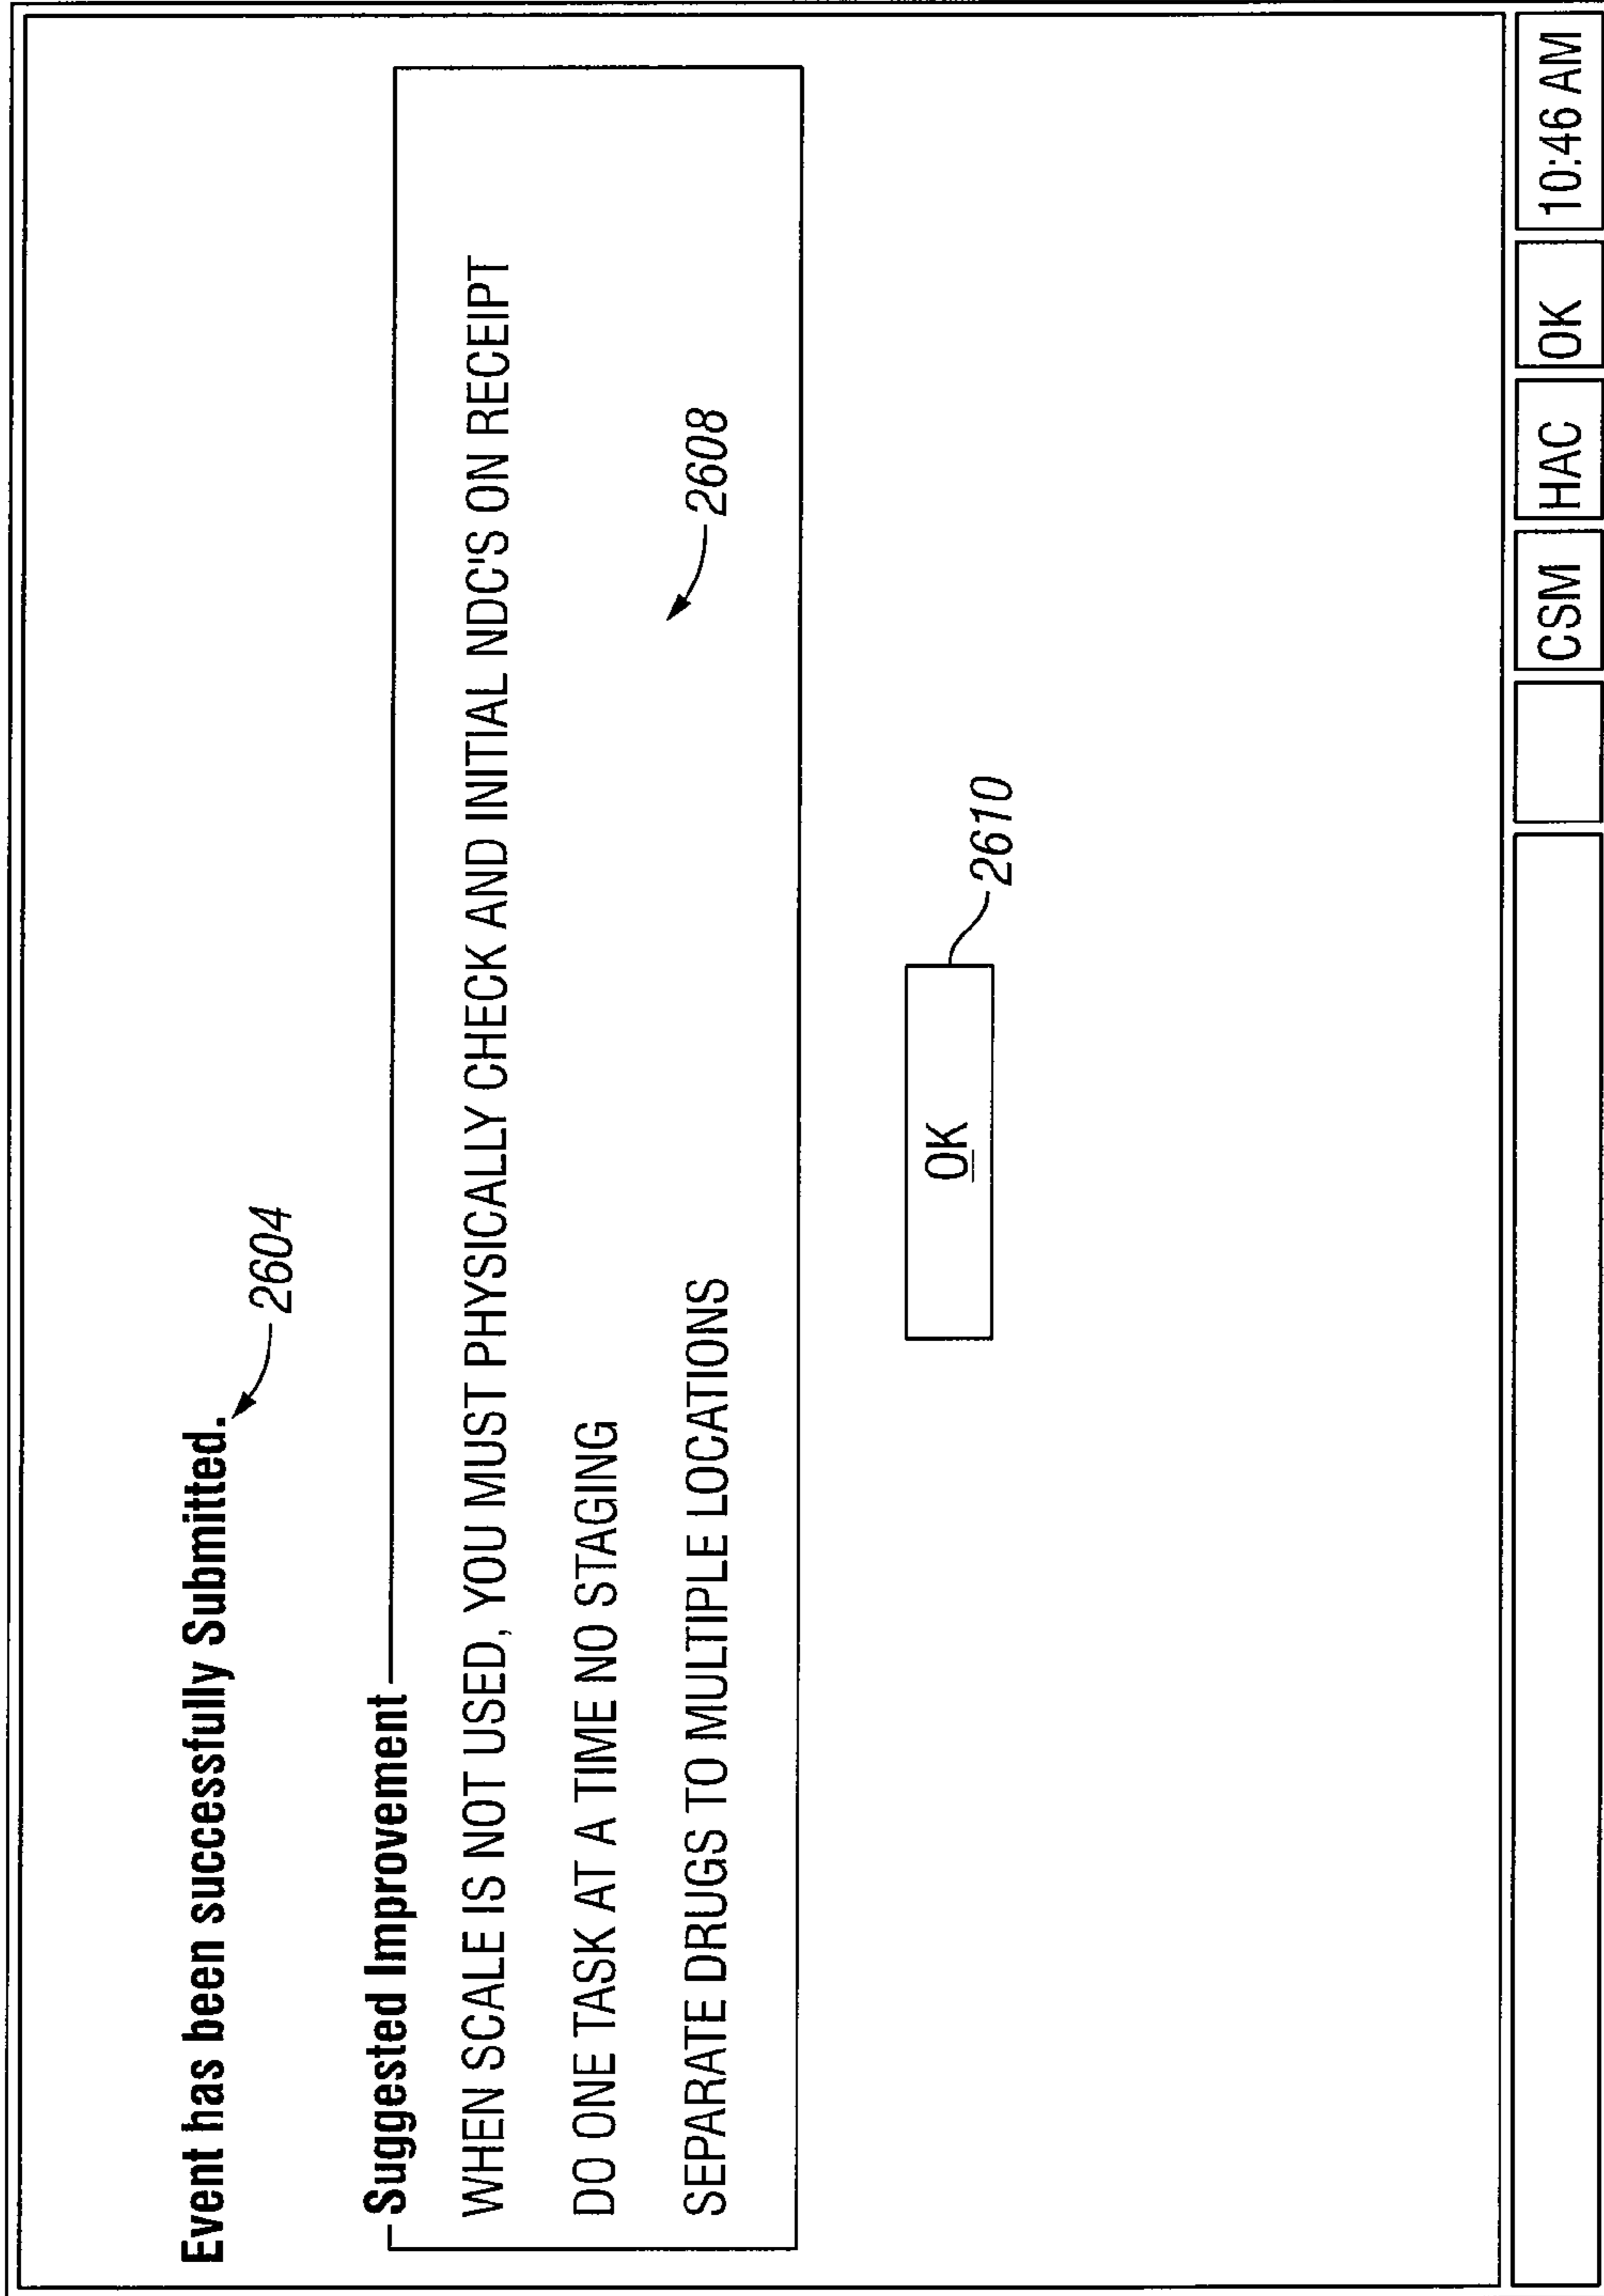 Event has been successfully Submitted.
2604
Suggested Improvement
WHEN SCALE IS NOT USED, YOU MUST PHYSICALLY CHECK AND INITIAL NDC'S ON RECEIPT
DO ONE TASK AT A TIME NO STAGING
SEPARATE DRUGS TO MULTIPLE LOCATIONS
2608
OK
2610
CSM
HAC
OK
10:46 AM